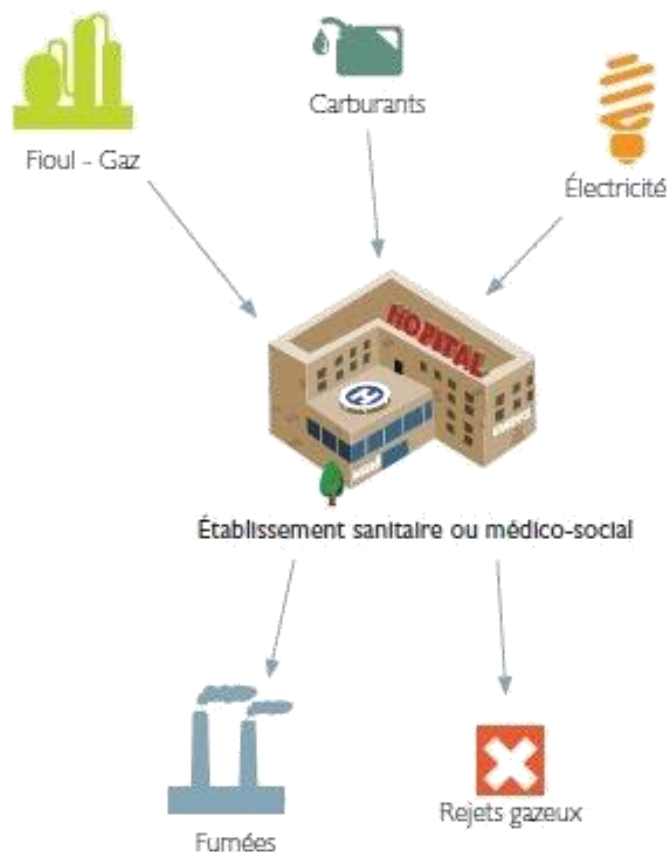 Carburants
Fioul - Gaz
Électricité
HOPITAL
H
Établissement sanitaire ou médico-social
Rejets gazeux
Fumées